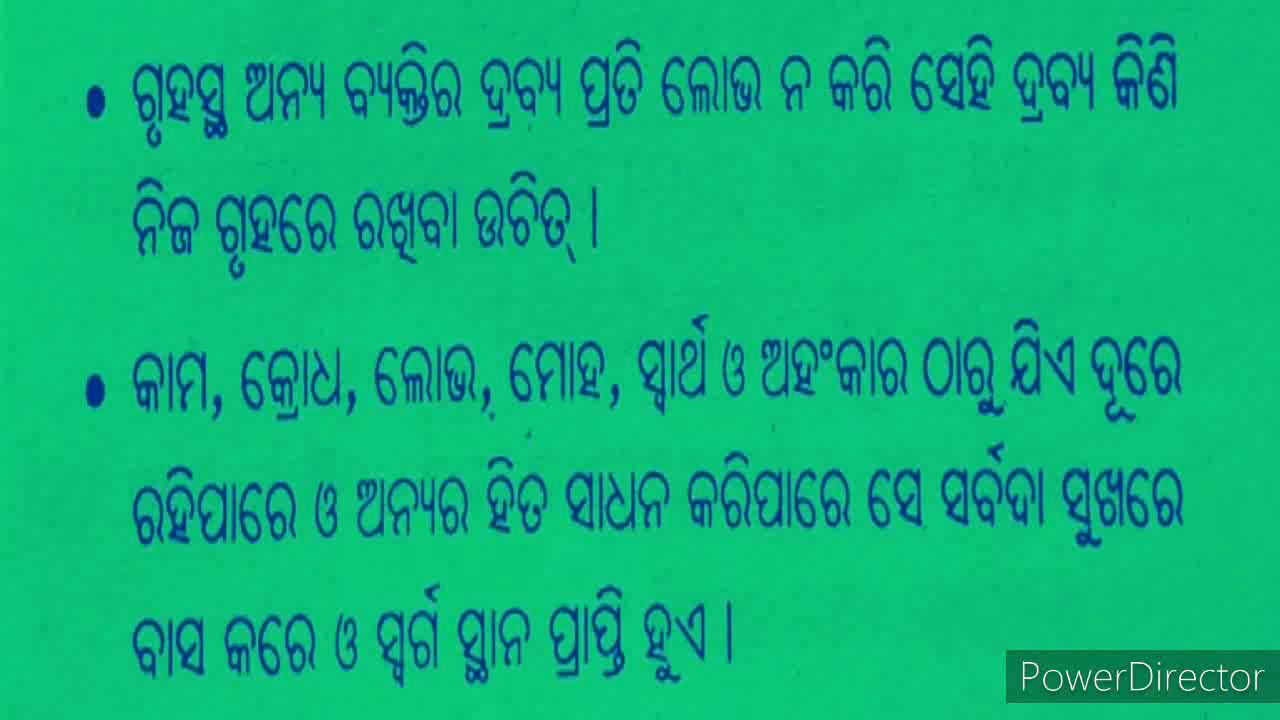 • ଗୃହସ୍ଥ ଅନ୍ୟ ବ୍ୟକ୍ତିର ଦ୍ରବ୍ୟ ପ୍ରତି ଲୋଭ ନ କରି ସେହି ଦ୍ରବ୍ୟ କିଣି
ନିଜ ଗୃହରେ ରଖିବା ଉଚିତ୍ ।
• କାମ, କ୍ରୋଧ, ଲୋଭ, ମୋହ, ସ୍ୱାର୍ଥ ଓ ଅହଂକାର ଠାରୁ ଯିଏ ଦୂରେ
ରହିପାରେ ଓ ଅନ୍ୟର ହିତ ସାଧନ କରିପାରେ ସେ ସର୍ବଦା ସୁଖରେ
ବାସ କରେ ଓ ସ୍ୱର୍ଗ ସ୍ଥାନ ପ୍ରାପ୍ତି ହୁଏ ।
PowerDirector